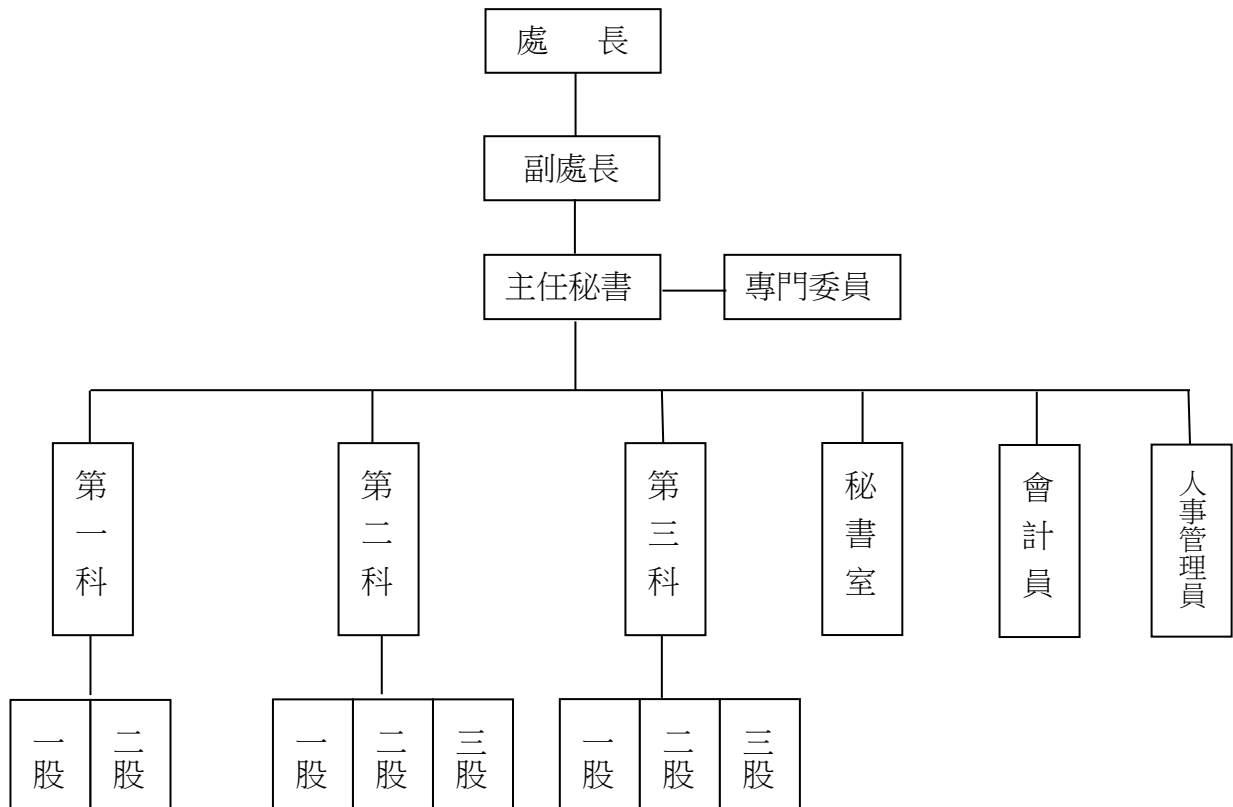 處 長
副處長
主任秘書
專門委員
第一科
第二科
第三科
秘書室
會計員
人事管理員
一股
二股
一股
二股
三股
一股
二股
三股